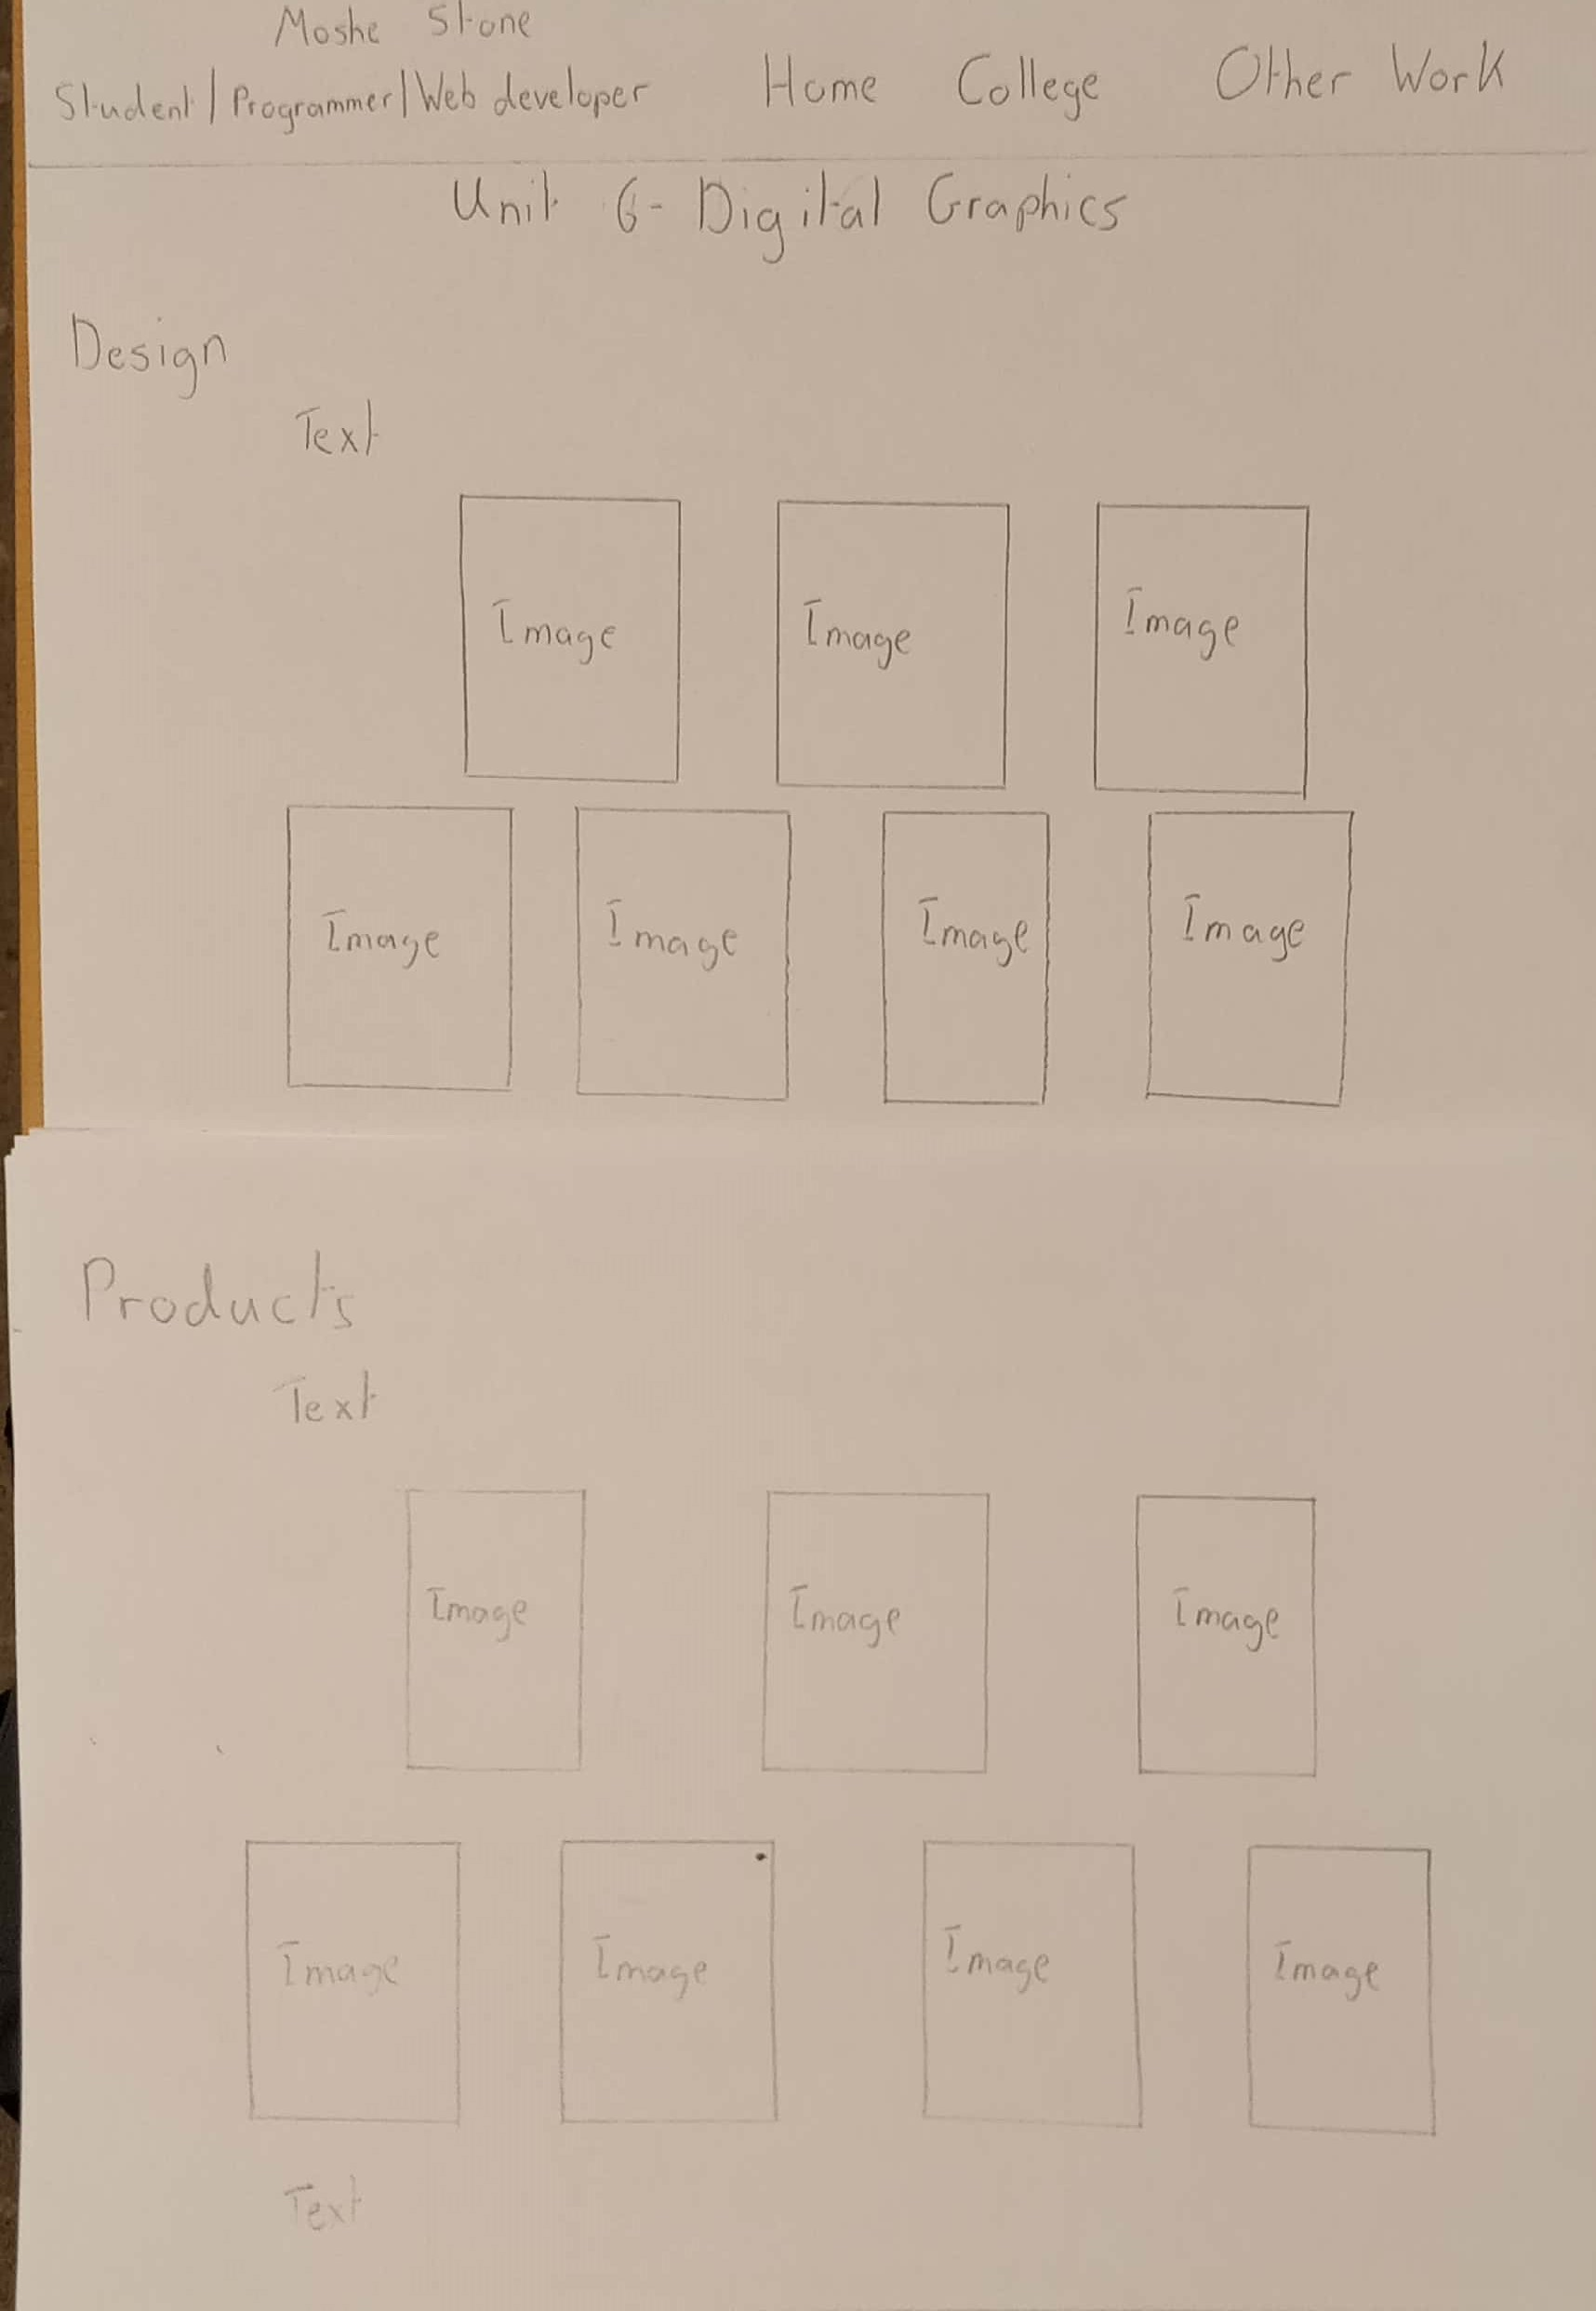 Moshe Stone
Student/Programmer/Web developer Home College Other Work
Unit 6- Digital Graphics
Design
Text
Image Image Image
Image Image Image Image
Products
Text
Image Image Image
Image Image Image Image
Text